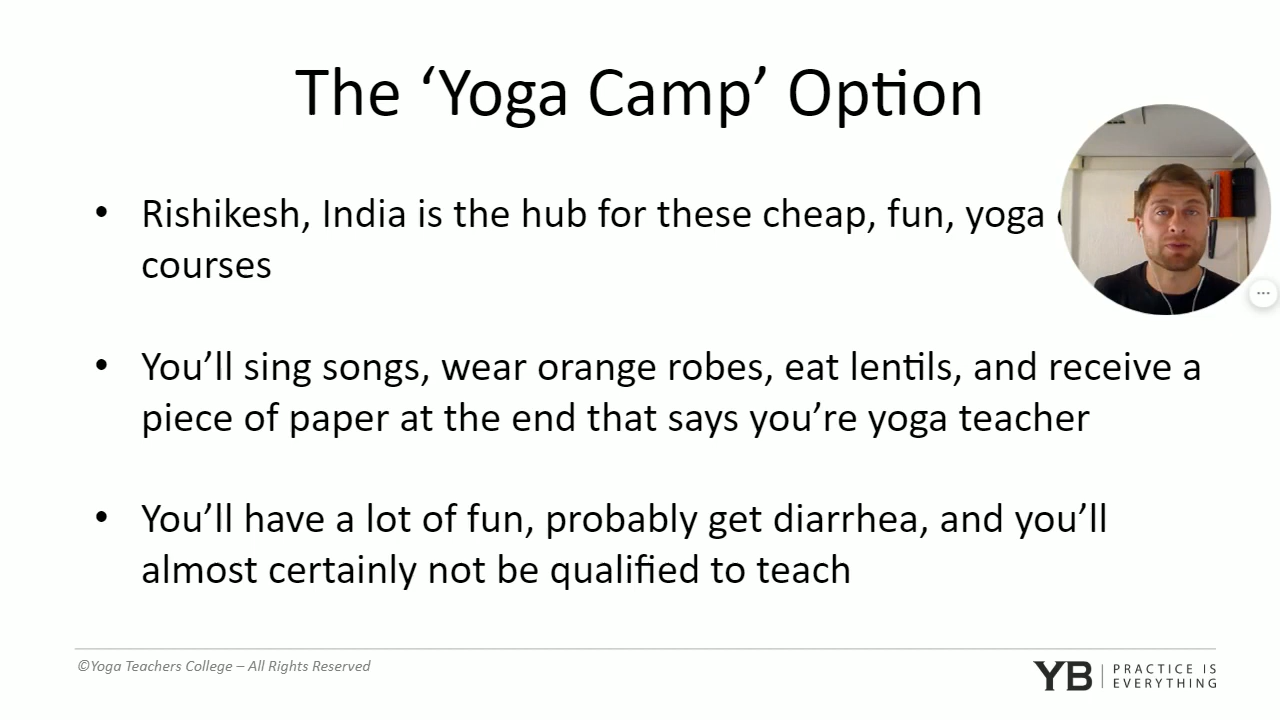 The ‘Yoga Camp’ Option
• Rishikesh, India is the hub for these cheap, fun, yoga
courses
• You’ll sing songs, wear orange robes, eat lentils, and receive a
piece of paper at the end that says you’re yoga teacher
• You’ll have a lot of fun, probably get diarrhea, and you’ll
almost certainly not be qualified to teach
©Yoga Teachers College – All Rights Reserved
YB
PRACTICE IS
EVERYTHING